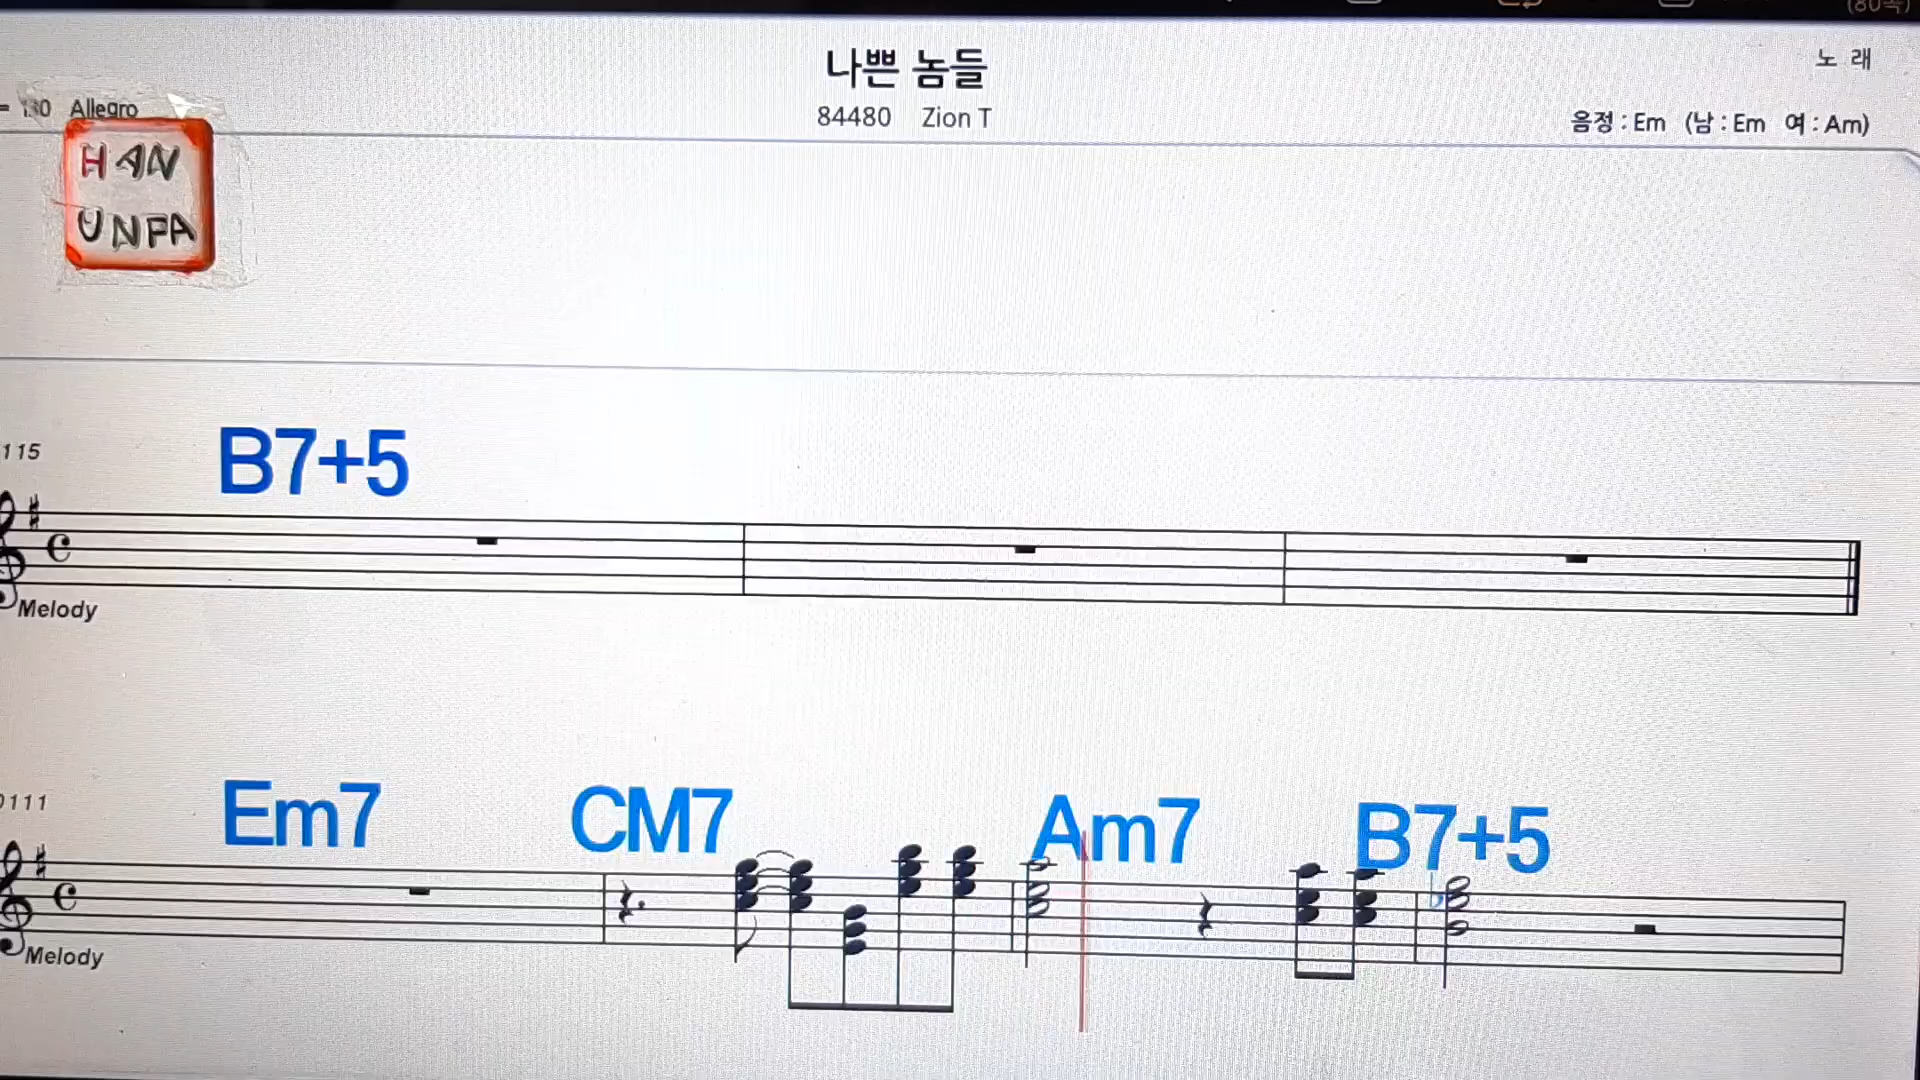 나쁜 놈들
노 래
84480 Zion T
Allegro
음정 : Em (남 : Em 여 : Am)
HAN
UNPA
115
B7+5
Melody
Em7 CM7 Am7 B7+5
Melody